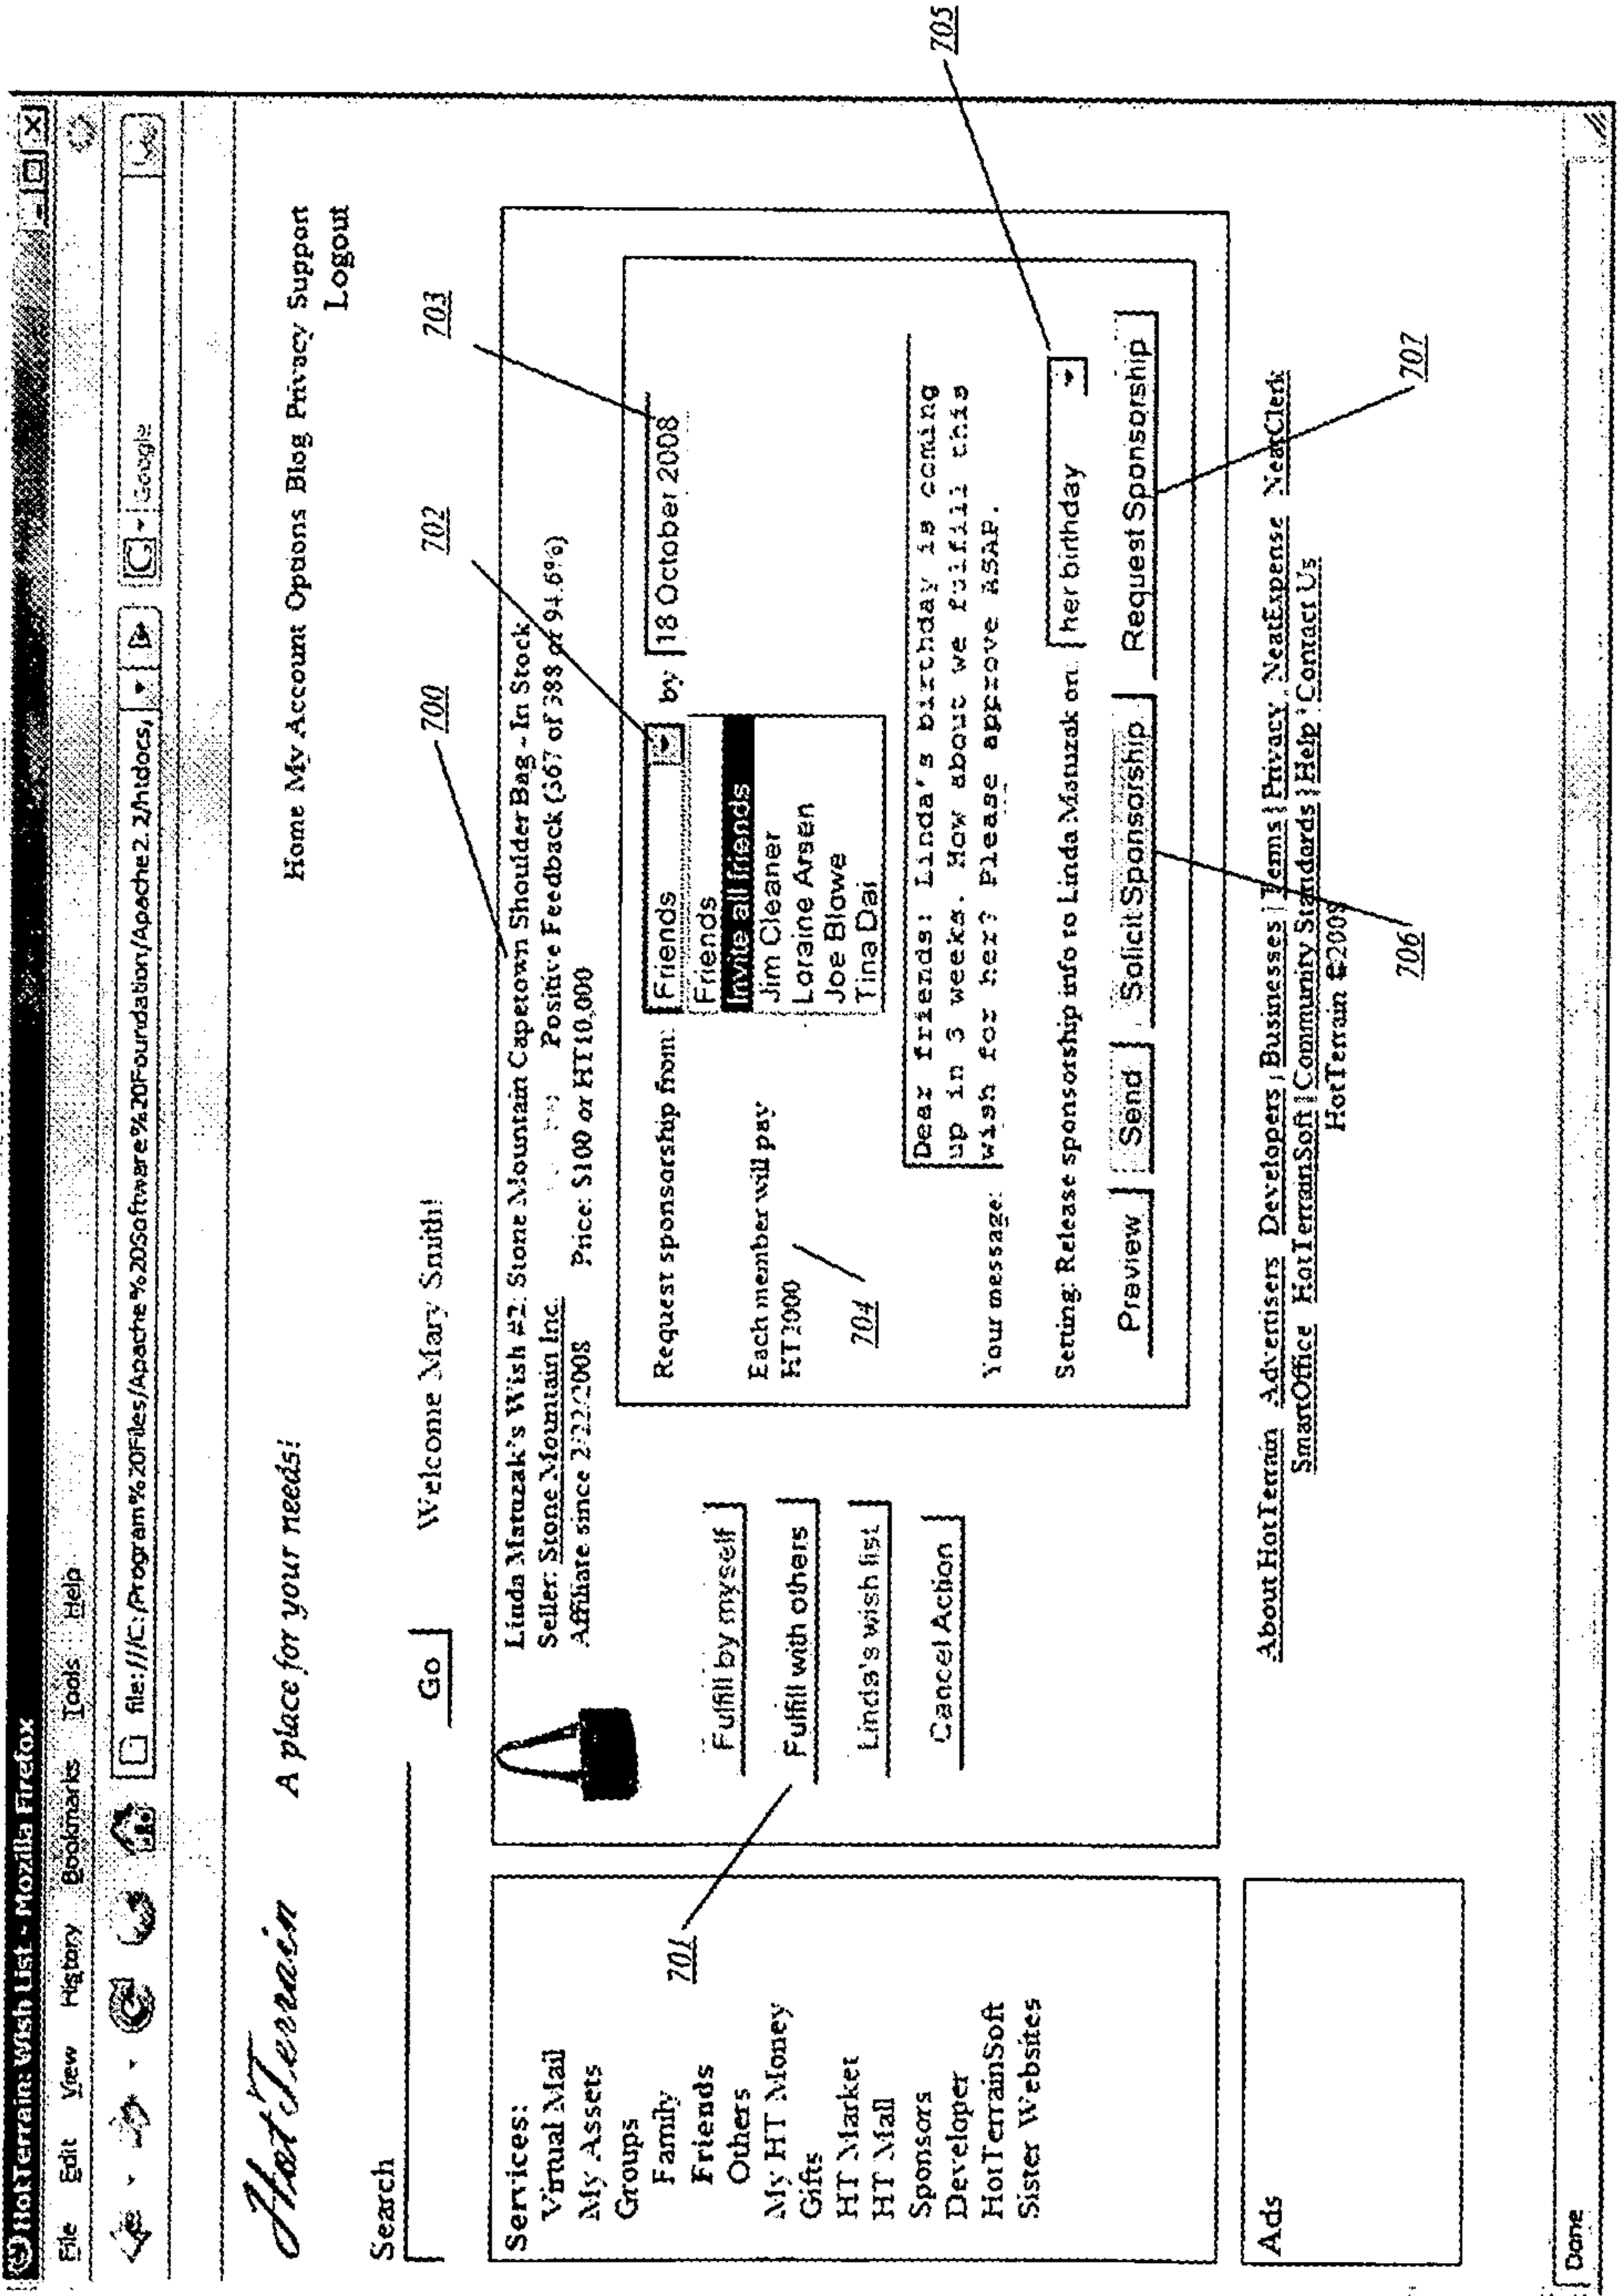 HotTerrain: Wish List - Mozilla Firefox
File Edit View History Bookmarks Tools Help
file:///C:/Program%20Files/Apache%20Software%20Foundation/Apache2.2/htdocs/
G Google
HotTerrain
A place for your needs!
Home My Account Options Blog Privacy Support
Logout
Search
Go
Welcome Mary Smith!
700
702
703
Services:
Virtual Mail
My Assets
Groups
Family
Friends
Others
My HT Money
Gifts
HT Market
HT Mall
Sponsors
Developer
HotTerrainSoft
Sister Websites
701
Linda Matuzak's Wish #2: Stone Mountain Capetown Shoulder Bag - In Stock
Seller: Stone Mountain Inc.
Positive Feedback (367 of 388 or 94.6%)
Affiliate since 2/22/2008
Price: $100 or HT10,000
Fulfill by myself
Fulfill with others
Linda's wish list
Cancel Action
Request sponsorship from:
Friends
by
18 October 2008
Friends
Invite all friends
Jim Cleaner
Loraine Arsen
Joe Blowe
Tina Dai
Each member will pay
HT2000
704
Your message:
Dear friends: Linda's birthday is coming
up in 3 weeks. How about we fulfill this
wish for her? Please approve ASAP.
Setting: Release sponsorship info to Linda Matuzak on:
her birthday
705
Preview
Send
Solicit Sponsorship
Request Sponsorship
706
707
Ads
About HotTerrain Advertisers Developers | Businesses | Terms | Privacy NeatExpense NeatClerk
SmartOffice HotTerrainSoft | Community Standards | Help | Contact Us
HotTerrain ©2008
Done